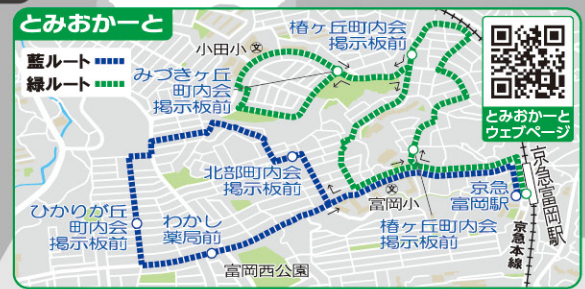 とみおかーと
藍ルート
緑ルート
小田小
文
椿ヶ丘町内会
掲示板前
みづきヶ丘
町内会
掲示板前
とみおかーと
ウェブページ
北部町内会
掲示板前
ひかりが丘
町内会
掲示板前
わかし
薬局前
富岡小
文
椿ヶ丘町内会
掲示板前
京急
富岡駅
京急富岡駅
京急本線
富岡西公園